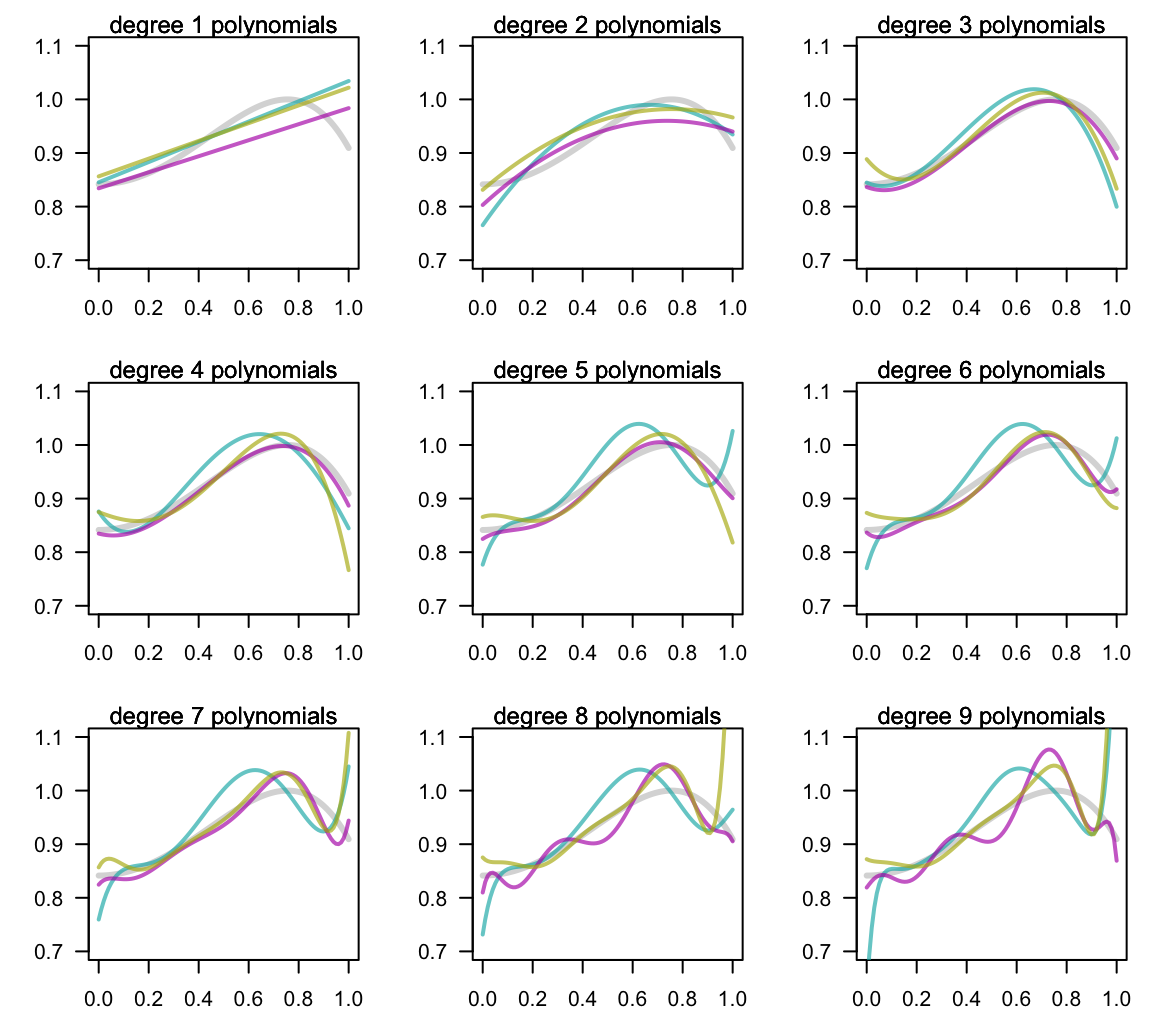 degree 1 polynomials
degree 2 polynomials
degree 3 polynomials
1.1
1.0
0.9
0.8
0.7
0.0 0.2 0.4 0.6 0.8 1.0
1.1
1.0
0.9
0.8
0.7
0.0 0.2 0.4 0.6 0.8 1.0
1.1
1.0
0.9
0.8
0.7
0.0 0.2 0.4 0.6 0.8 1.0
degree 4 polynomials
degree 5 polynomials
degree 6 polynomials
1.1
1.0
0.9
0.8
0.7
0.0 0.2 0.4 0.6 0.8 1.0
1.1
1.0
0.9
0.8
0.7
0.0 0.2 0.4 0.6 0.8 1.0
1.1
1.0
0.9
0.8
0.7
0.0 0.2 0.4 0.6 0.8 1.0
degree 7 polynomials
degree 8 polynomials
degree 9 polynomials
1.1
1.0
0.9
0.8
0.7
0.0 0.2 0.4 0.6 0.8 1.0
1.1
1.0
0.9
0.8
0.7
0.0 0.2 0.4 0.6 0.8 1.0
1.1
1.0
0.9
0.8
0.7
0.0 0.2 0.4 0.6 0.8 1.0